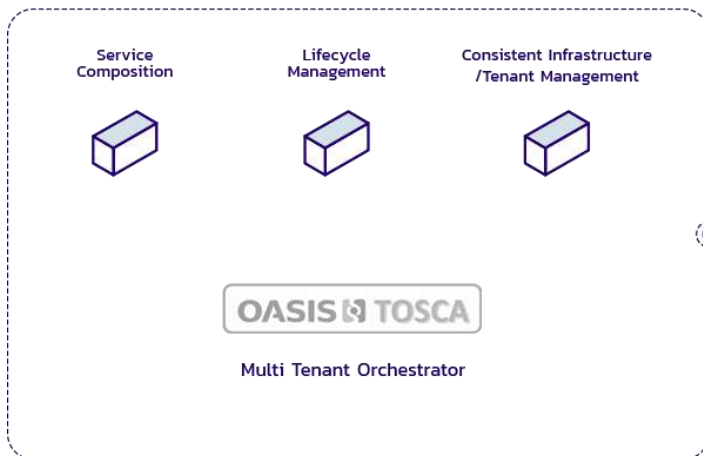 Service
Composition
Lifecycle
Management
Consistent Infrastructure
/Tenant Management
OASIS TOSCA
Multi Tenant Orchestrator